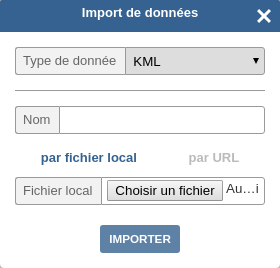 Import de données
Type de donnée KML
Nom
par fichier local par URL
Fichier local Choisir un fichier Au…i
IMPORTER